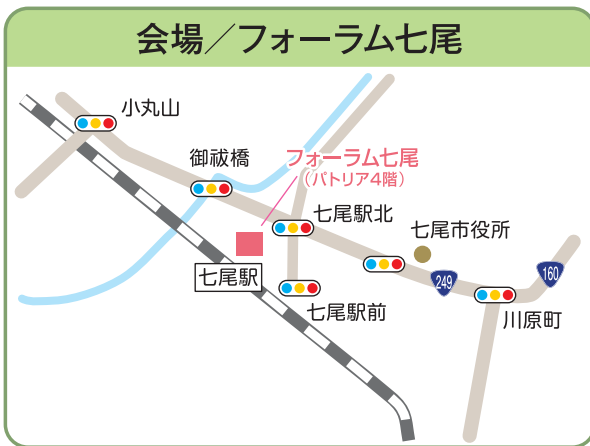 会場／フォーラム七尾
小丸山
御祓橋
フォーラム七尾
（パトリア4階）
七尾駅北
七尾市役所
七尾駅
249
160
七尾駅前
川原町